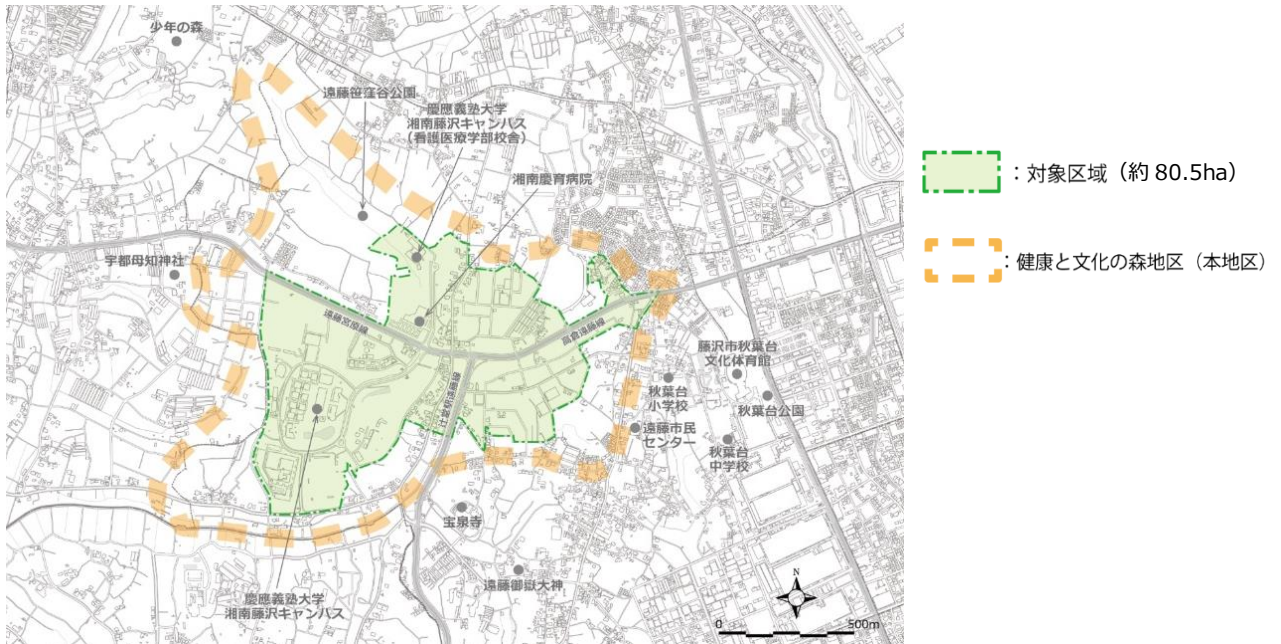 少年の森
遠藤笹窪谷公園
慶應義塾大学
湘南藤沢キャンパス
（看護医療学部校舎）
湘南慶育病院
：対象区域（約 80.5ha）
：健康と文化の森地区（本地区）
宇都母知神社
遠藤宮原線
高倉遠藤線
辻堂駅遠藤線
藤沢市秋葉台
文化体育館
秋葉台
小学校
秋葉台公園
遠藤市民
センター
秋葉台
中学校
宝泉寺
遠藤御嶽大神
慶應義塾大学
湘南藤沢キャンパス
N
0
500m